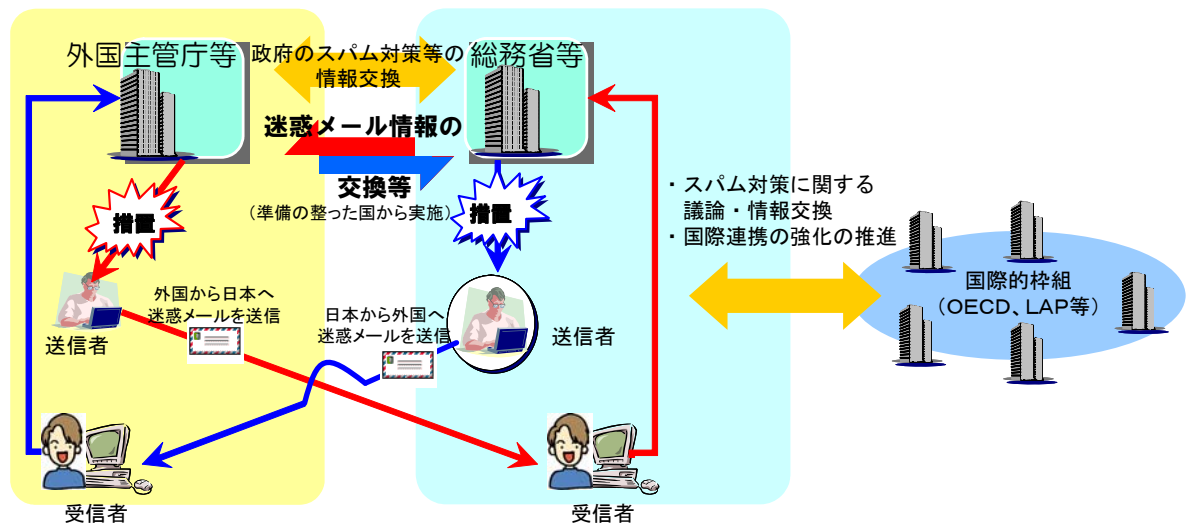 外国主管庁等
政府のスパム対策等の
情報交換
総務省等
迷惑メール情報の
交換等
(準備の整った国から実施)
措置
措置
・スパム対策に関する
議論・情報交換
・国際連携の強化の推進
国際的枠組
(OECD、LAP等)
外国から日本へ
迷惑メールを送信
日本から外国へ
迷惑メールを送信
送信者
送信者
受信者
受信者